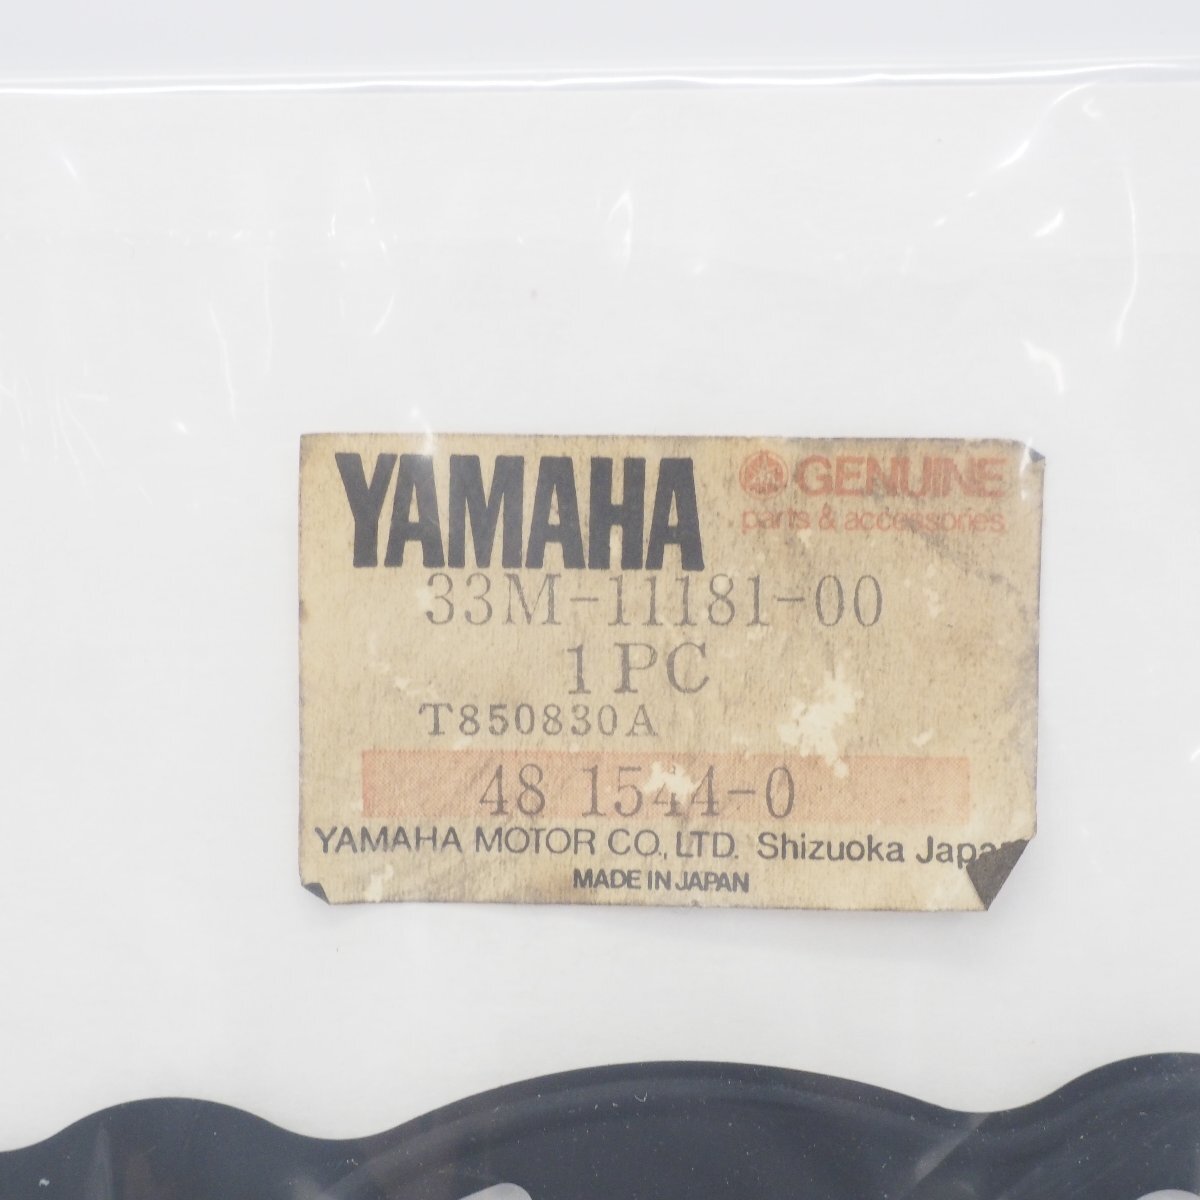 YAMAHA GENUINE
parts & accessories
33M-11181-00
1PC
T850830A
48 1544-0
YAMAHA MOTOR CO., LTD. Shizuoka Japan
MADE IN JAPAN